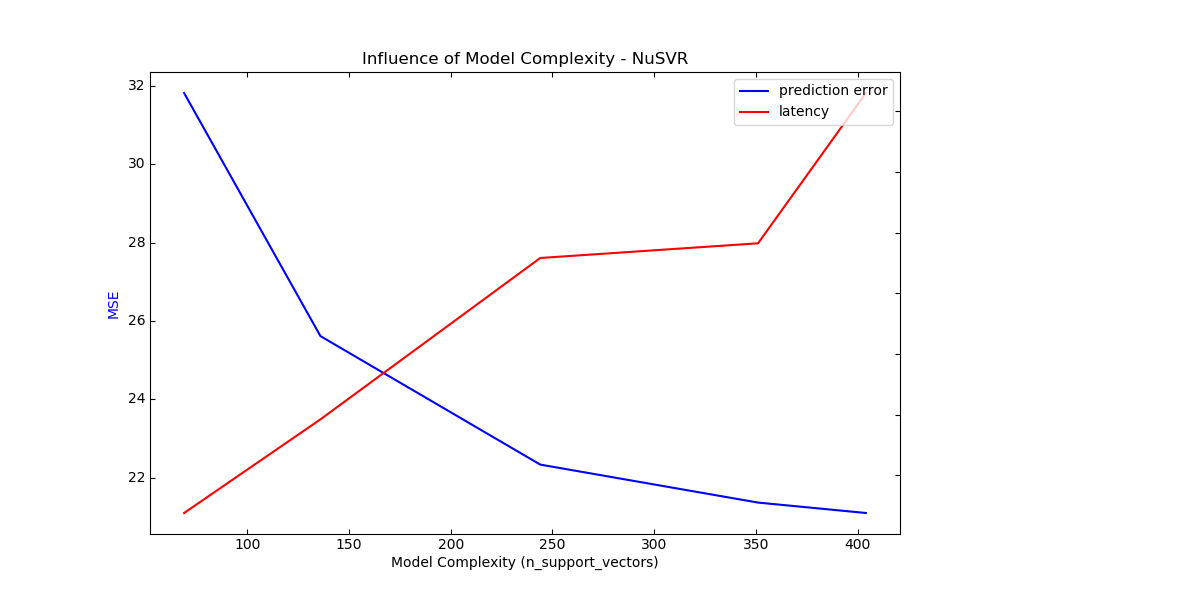 Influence of Model Complexity - NuSVR
prediction error
latency
32
30
28
26
24
22
MSE
100 150 200 250 300 350 400
Model Complexity (n_support_vectors)